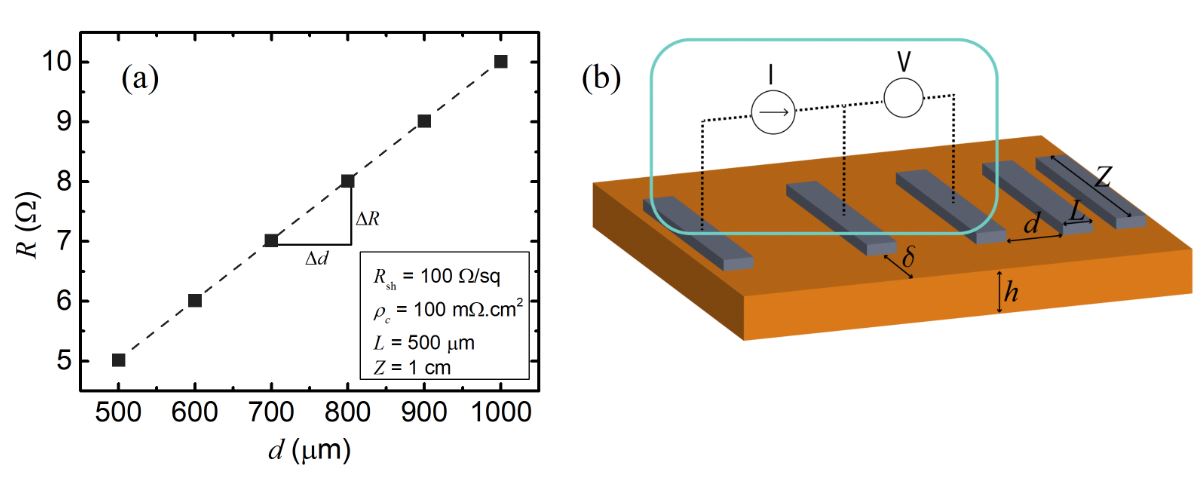 (a)
10
9
8
7
6
5
R (Ω)
ΔR
Δd
R_sh = 100 Ω/sq
ρ_c = 100 mΩ.cm²
L = 500 μm
Z = 1 cm
500 600 700 800 900 1000
d (μm)
(b)
I
V
Z
L
d
δ
h